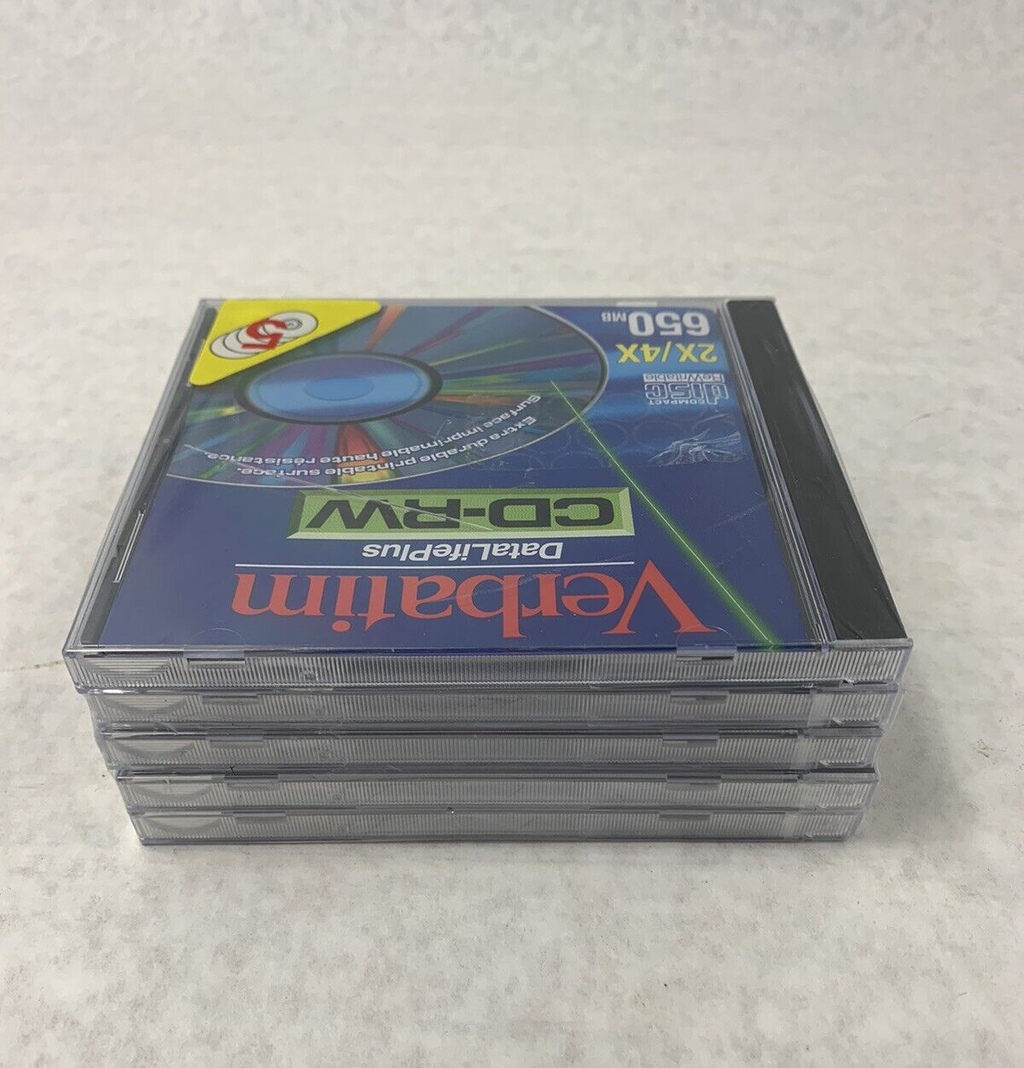 Verbatim
DataLifePlus
CD-RW
Extra durable printable surface.
Surface imprimable haute résistance.
COMPACT
disc
ReWritable
2X/4X
650 MB
5